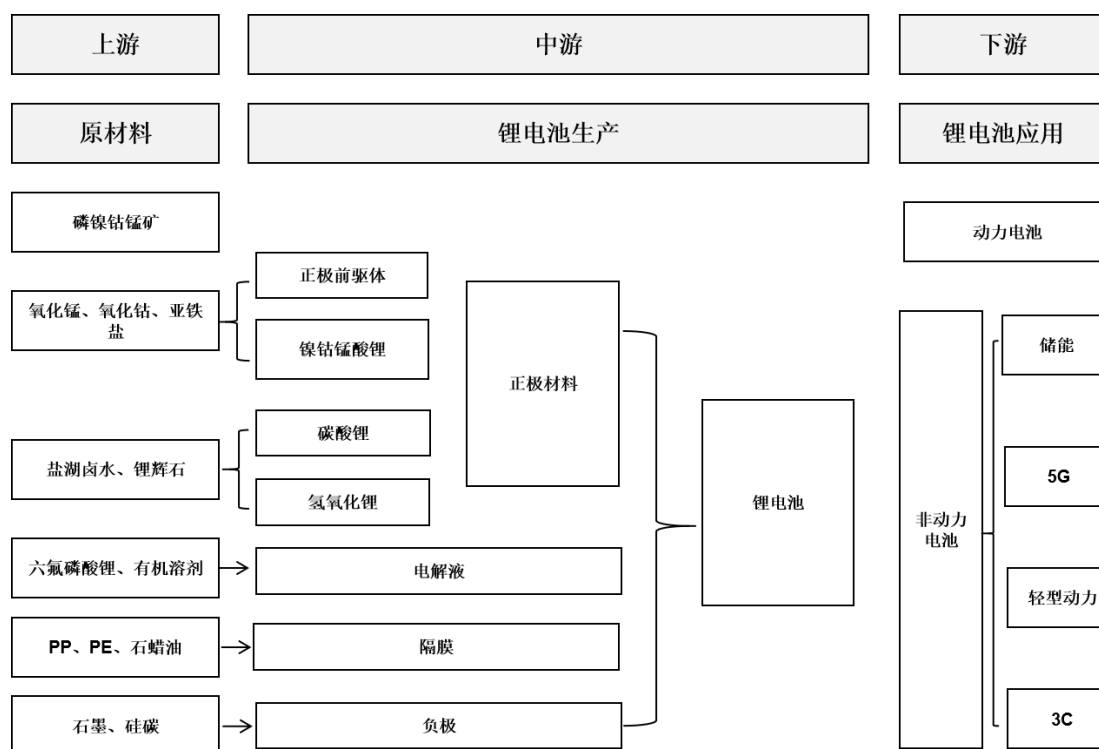 上游
中游
下游
原材料
锂电池生产
锂电池应用
磷镍钴锰矿
动力电池
正极前驱体
氧化锰、氧化钴、亚铁
盐
镍钴锰酸锂
正极材料
储能
碳酸锂
盐湖卤水、锂辉石
氢氧化锂
锂电池
5G
非动力
电池
六氟磷酸锂、有机溶剂
电解液
轻型动力
PP、PE、石蜡油
隔膜
石墨、硅碳
负极
3C